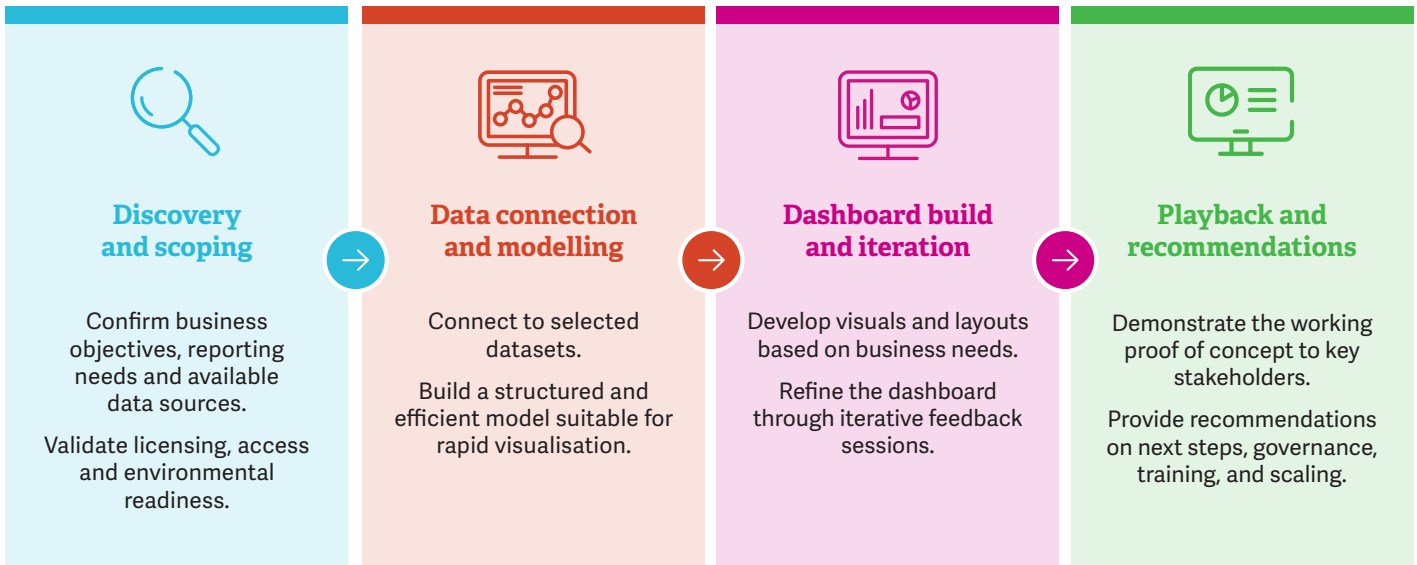 Discovery
and scoping
Confirm business
objectives, reporting
needs and available
data sources.
Validate licensing, access
and environmental
readiness.
Data connection
and modelling
Connect to selected
datasets.
Build a structured and
efficient model suitable for
rapid visualisation.
Dashboard build
and iteration
Develop visuals and layouts
based on business needs.
Refine the dashboard
through iterative feedback
sessions.
Playback and
recommendations
Demonstrate the working
proof of concept to key
stakeholders.
Provide recommendations
on next steps, governance,
training, and scaling.